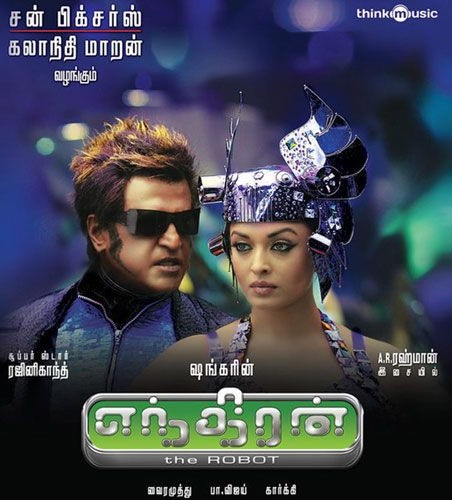 சன் பிக்சர்ஸ்
கலாநிதி மாறன்
வழங்கும்
think music
சூப்பர் ஸ்டார்
ரஜினிகாந்த்
ஷங்கரின்
A.R.ரஹ்மான்
இசையில்
எந்திரன்
the ROBOT
வைரமுத்து பா.விஜய் கார்க்கி